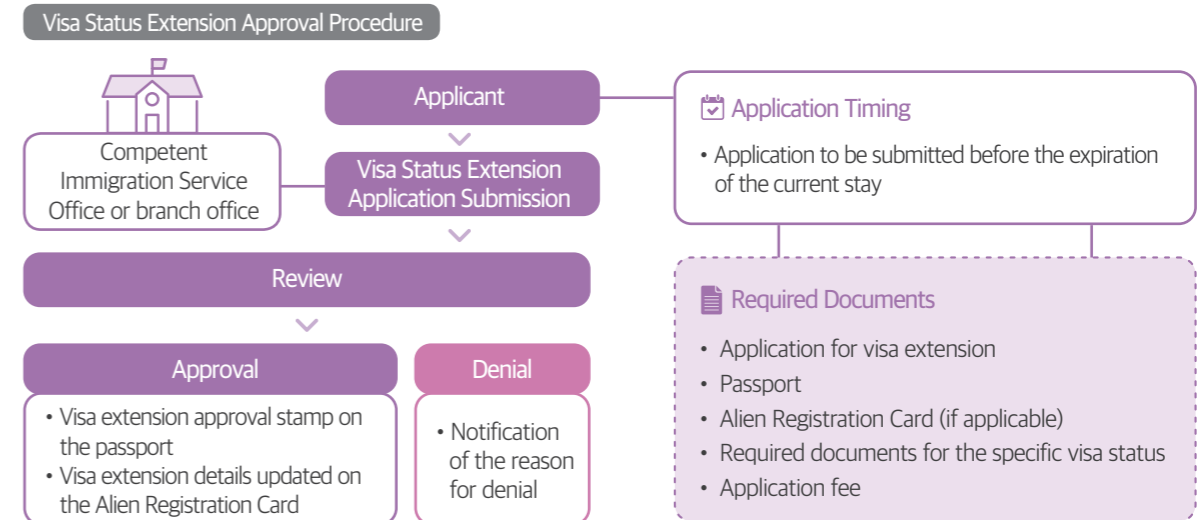 Visa Status Extension Approval Procedure
Competent
Immigration Service
Office or branch office
Applicant
Visa Status Extension
Application Submission
Application Timing
• Application to be submitted before the expiration
of the current stay
Review
Approval
• Visa extension approval stamp on
the passport
• Visa extension details updated on
the Alien Registration Card
Denial
• Notification
of the reason
for denial
Required Documents
• Application for visa extension
• Passport
• Alien Registration Card (if applicable)
• Required documents for the specific visa status
• Application fee